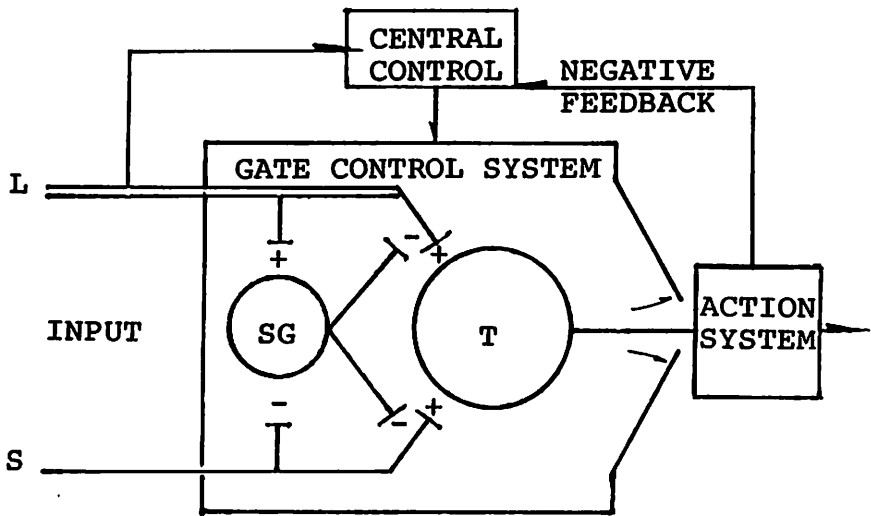 CENTRAL
CONTROL
NEGATIVE
FEEDBACK
GATE CONTROL SYSTEM
L
-
+
+
SG
T
INPUT
ACTION
SYSTEM
-
-
+
S